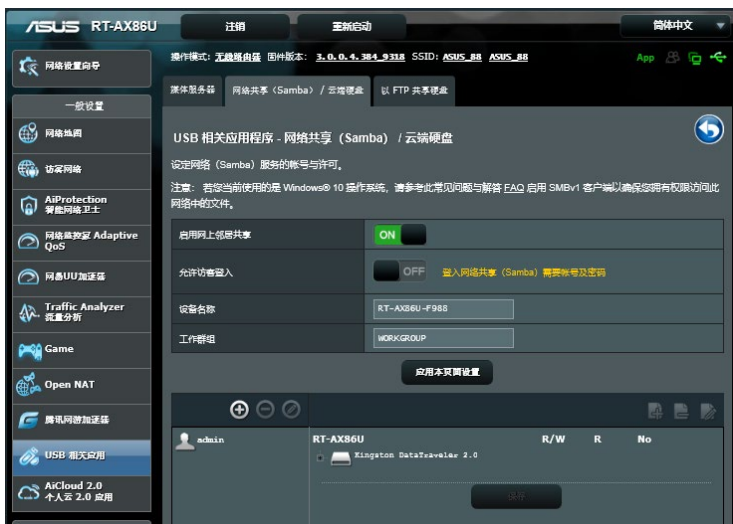 ASUS RT-AX86U 注销 重新启动 简体中文
操作模式: 无线路由器 固件版本: 3.0.0.4.384_9318 SSID: ASUS_88 ASUS_88 App
网络设置向导
一般设置
网络地图
访客网络
AiProtection
智能网络卫士
网络监控家 Adaptive
QoS
网易UU加速器
Traffic Analyzer
流量分析
Game
Open NAT
腾讯网游加速器
USB 相关应用
AiCloud 2.0
个人云 2.0 应用
媒体服务器 网络共享 (Samba) / 云端硬盘 以 FTP 共享硬盘
USB 相关应用程序 - 网络共享 (Samba) / 云端硬盘
设定网络 (Samba) 服务的帐号与许可。
注意: 若您当前使用的是 Windows® 10 操作系统, 请参考此常见问题与解答 FAQ 启用 SMBv1 客户端以确保您拥有权限访问此
网络中的文件。
启用网上邻居共享 ON
允许访客登入 OFF 登入网络共享 (Samba) 需要帐号及密码
设备名称 RT-AX86U-F988
工作群组 WORKGROUP
应用本页面设置
admin RT-AX86U R/W R No
Kingston DataTraveler 2.0
保存